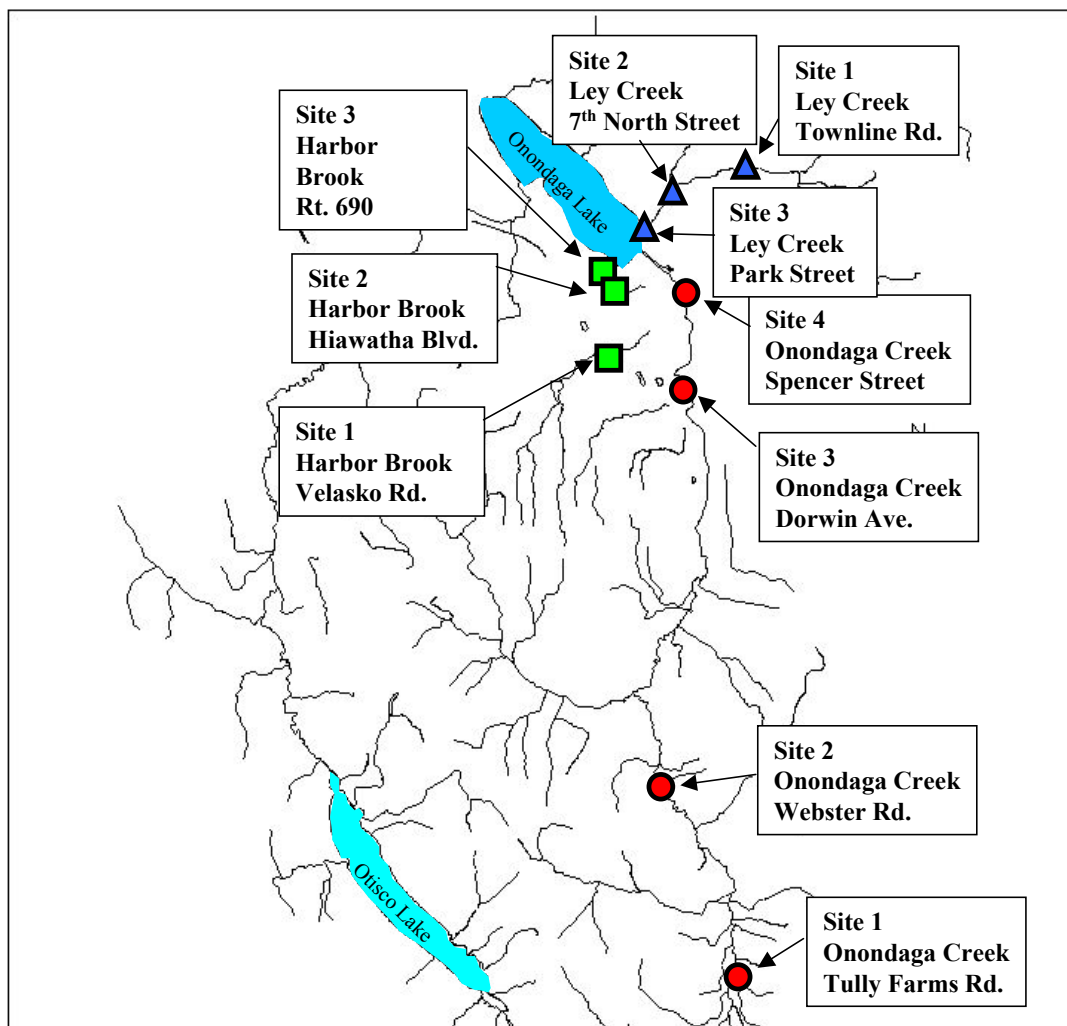 Site 2
Ley Creek
7th North Street
Site 1
Ley Creek
Townline Rd.
Site 3
Harbor
Brook
Rt. 690
Onondaga Lake
Site 3
Ley Creek
Park Street
Site 2
Harbor Brook
Hiawatha Blvd.
Site 4
Onondaga Creek
Spencer Street
Site 1
Harbor Brook
Velasko Rd.
N
Site 3
Onondaga Creek
Dorwin Ave.
Site 2
Onondaga Creek
Webster Rd.
Otisco Lake
Site 1
Onondaga Creek
Tully Farms Rd.